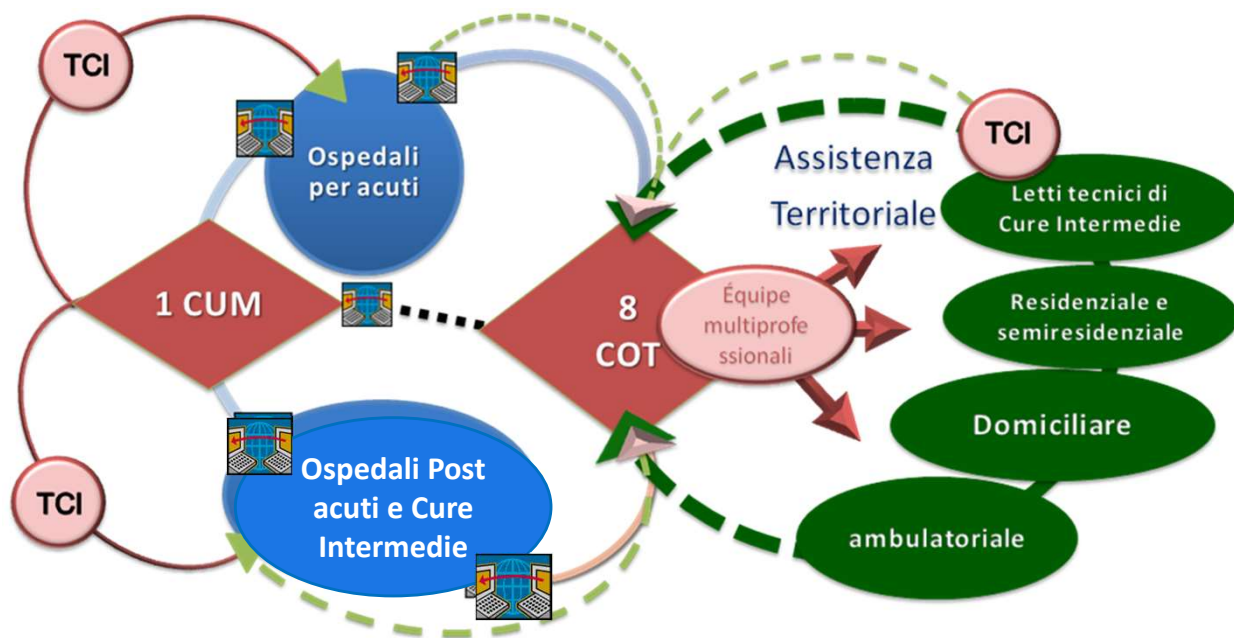 TCI
Ospedali
per acuti
1 CUM
TCI
Ospedali Post
acuti e Cure
Intermedie
8
COT
Équipe
multiprofe
ssionali
Assistenza
Territoriale
TCI
Letti tecnici di
Cure Intermedie
Residenziale e
semiresidenziale
Domiciliare
ambulatoriale